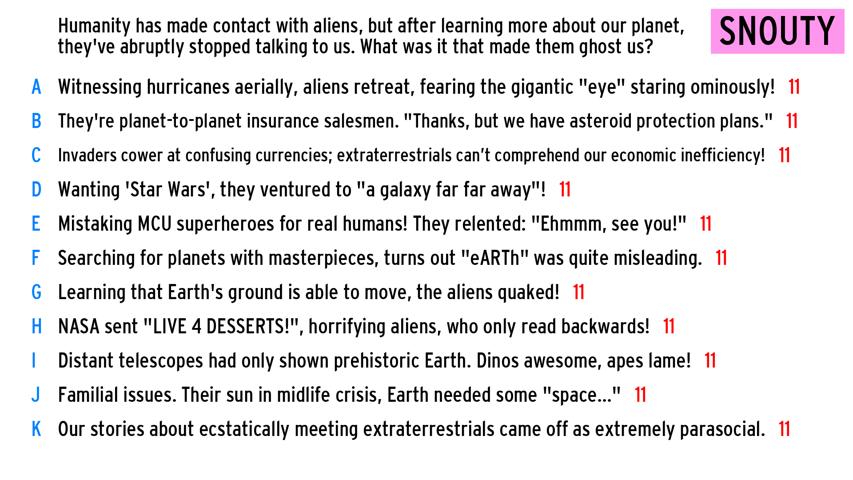 Humanity has made contact with aliens, but after learning more about our planet,
they've abruptly stopped talking to us. What was it that made them ghost us?
SNOUTY
A Witnessing hurricanes aerially, aliens retreat, fearing the gigantic "eye" staring ominously! 11
B They're planet-to-planet insurance salesmen. "Thanks, but we have asteroid protection plans." 11
C Invaders cower at confusing currencies; extraterrestrials can't comprehend our economic inefficiency! 11
D Wanting 'Star Wars', they ventured to "a galaxy far far away"! 11
E Mistaking MCU superheroes for real humans! They relented: "Ehmmm, see you!" 11
F Searching for planets with masterpieces, turns out "eARTh" was quite misleading. 11
G Learning that Earth's ground is able to move, the aliens quaked! 11
H NASA sent "LIVE 4 DESSERTS!", horrifying aliens, who only read backwards! 11
I Distant telescopes had only shown prehistoric Earth. Dinos awesome, apes lame! 11
J Familial issues. Their sun in midlife crisis, Earth needed some "space..." 11
K Our stories about ecstatically meeting extraterrestrials came off as extremely parasocial. 11